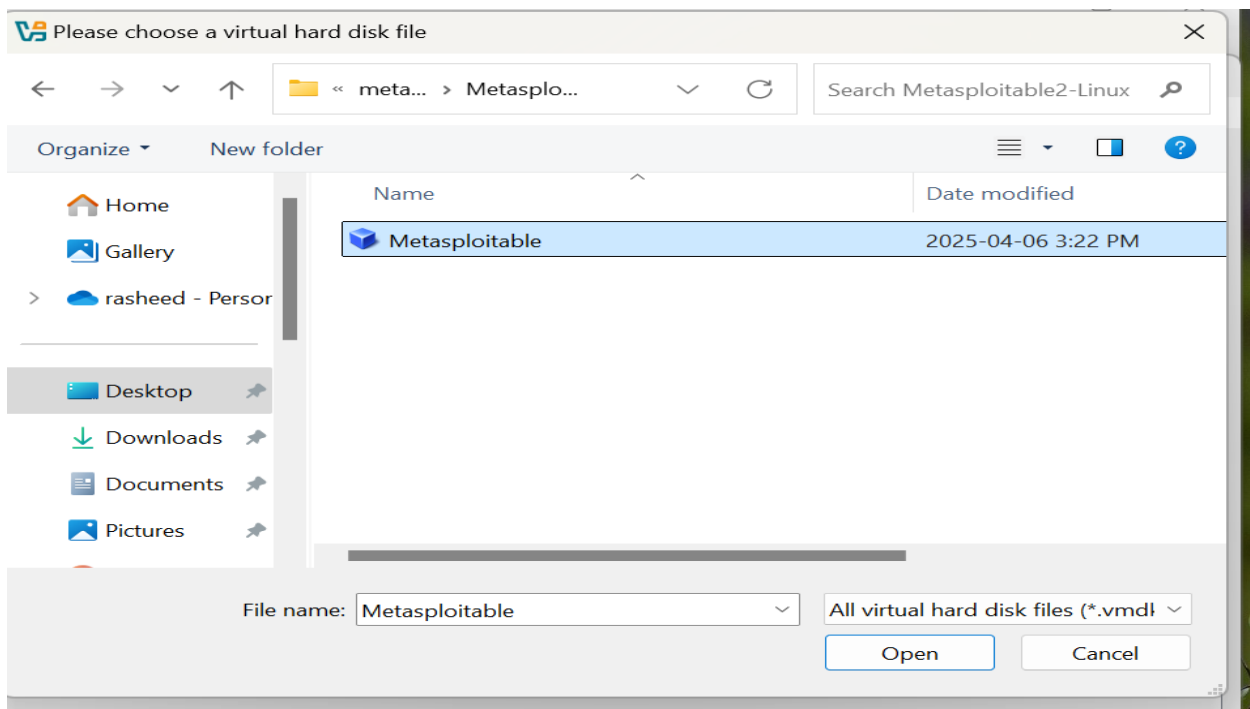 Please choose a virtual hard disk file
« meta... > Metasplo...
Search Metasploitable2-Linux
Organize
New folder
Name
Date modified
Home
Gallery
rasheed - Persor
Desktop
Downloads
Documents
Pictures
Metasploitable
2025-04-06 3:22 PM
File name: Metasploitable
All virtual hard disk files (*.vmdk
Open
Cancel